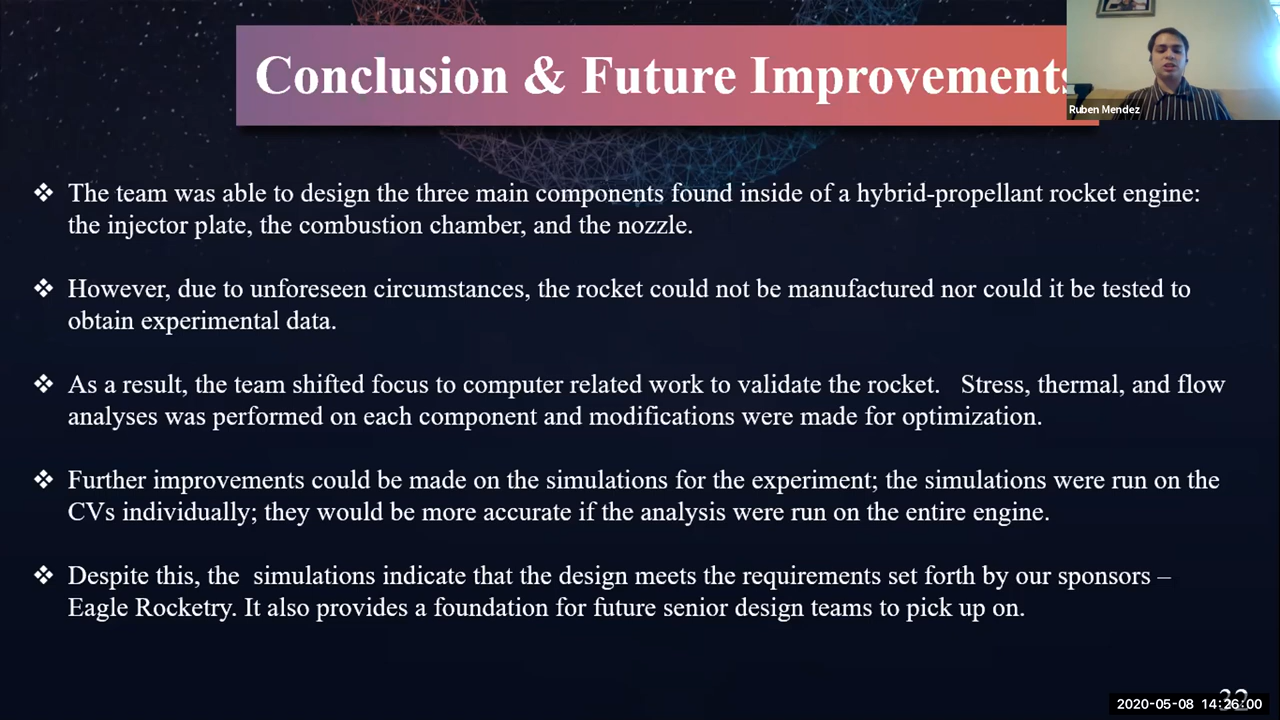 Conclusion & Future Improvements
Ruben Mendez
❖ The team was able to design the three main components found inside of a hybrid-propellant rocket engine:
the injector plate, the combustion chamber, and the nozzle.
❖ However, due to unforeseen circumstances, the rocket could not be manufactured nor could it be tested to
obtain experimental data.
❖ As a result, the team shifted focus to computer related work to validate the rocket.   Stress, thermal, and flow
analyses was performed on each component and modifications were made for optimization.
❖ Further improvements could be made on the simulations for the experiment; the simulations were run on the
CVs individually; they would be more accurate if the analysis were run on the entire engine.
❖ Despite this, the  simulations indicate that the design meets the requirements set forth by our sponsors –
Eagle Rocketry. It also provides a foundation for future senior design teams to pick up on.
32
2020-05-08 14:26:00